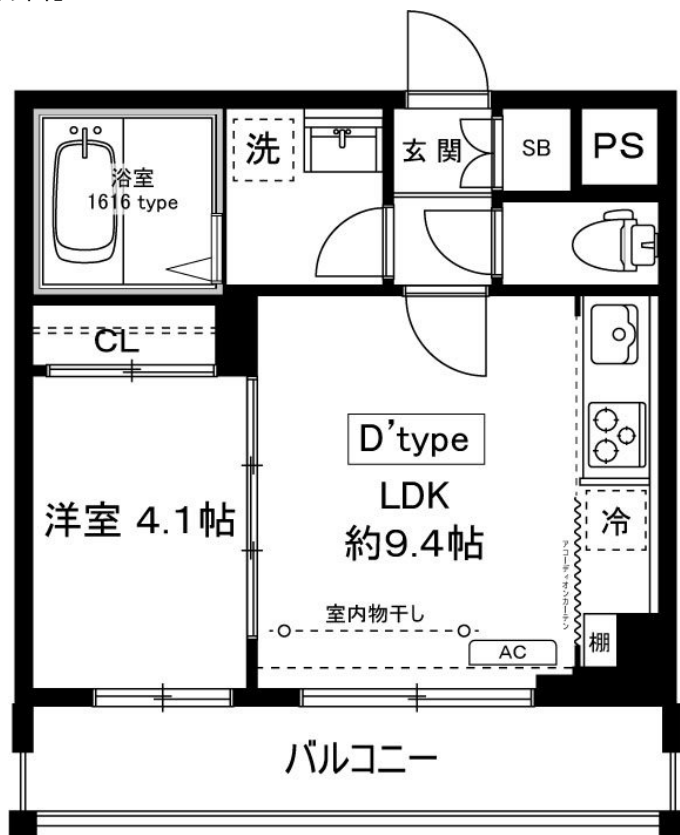 浴室
1616 type
洗
玄関
SB
PS
CL
D'type
LDK
約9.4帖
洋室 4.1帖
冷
アコーディオンカーテン
室内物干し
AC
棚
バルコニー